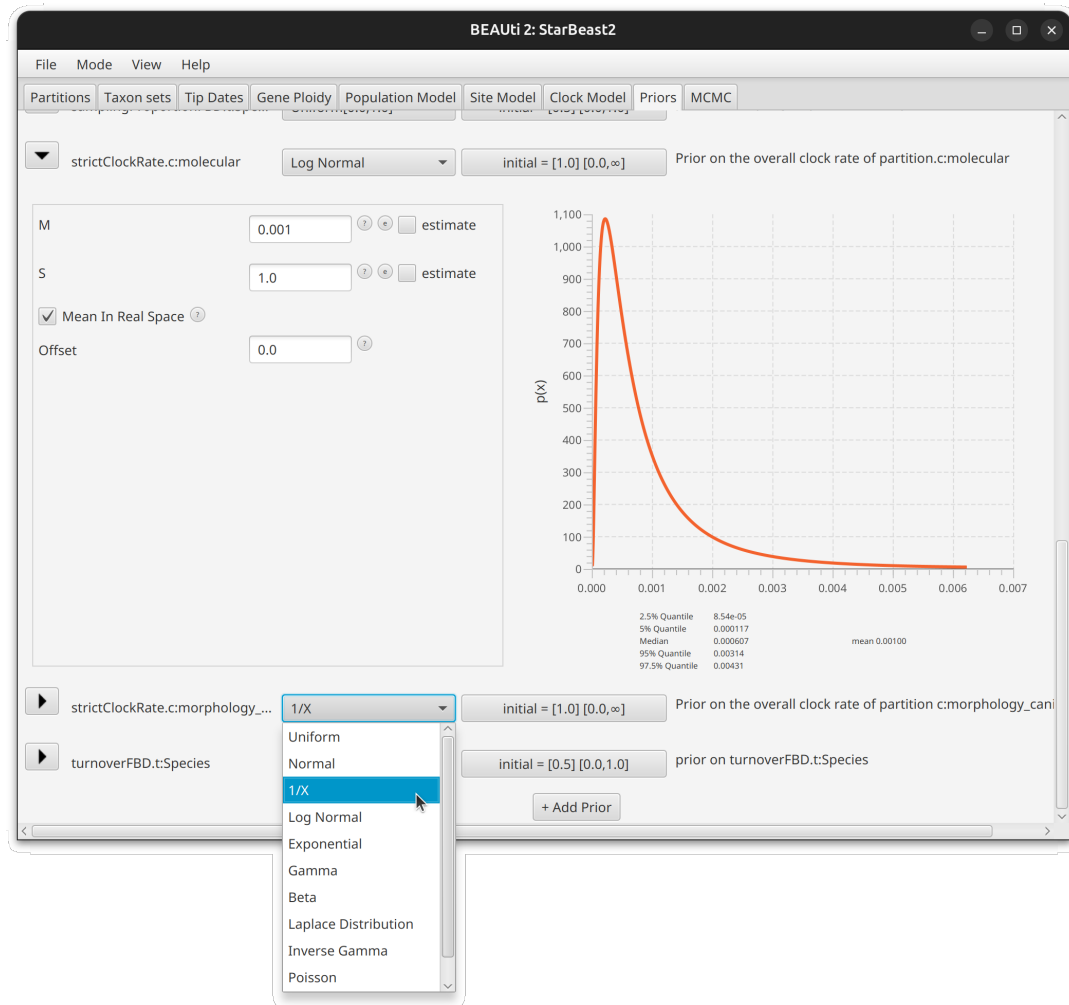 BEAUti 2: StarBeast2
File Mode View Help
Partitions Taxon sets Tip Dates Gene Ploidy Population Model Site Model Clock Model Priors MCMC
strictClockRate.c:molecular Log Normal initial = [1.0] [0.0,∞] Prior on the overall clock rate of partition.c:molecular
M 0.001 ? e estimate
S 1.0 ? e estimate
Mean In Real Space ?
Offset 0.0 ?
p(x)
1,100
1,000
900
800
700
600
500
400
300
200
100
0
0.000 0.001 0.002 0.003 0.004 0.005 0.006 0.007
2.5% Quantile 8.54e-05
5% Quantile 0.000117
Median 0.000607 mean 0.00100
95% Quantile 0.00314
97.5% Quantile 0.00431
strictClockRate.c:morphology_... 1/X initial = [1.0] [0.0,∞] Prior on the overall clock rate of partition c:morphology_cani
turnoverFBD.t:Species initial = [0.5] [0.0,1.0] prior on turnoverFBD.t:Species
+ Add Prior
Uniform
Normal
1/X
Log Normal
Exponential
Gamma
Beta
Laplace Distribution
Inverse Gamma
Poisson